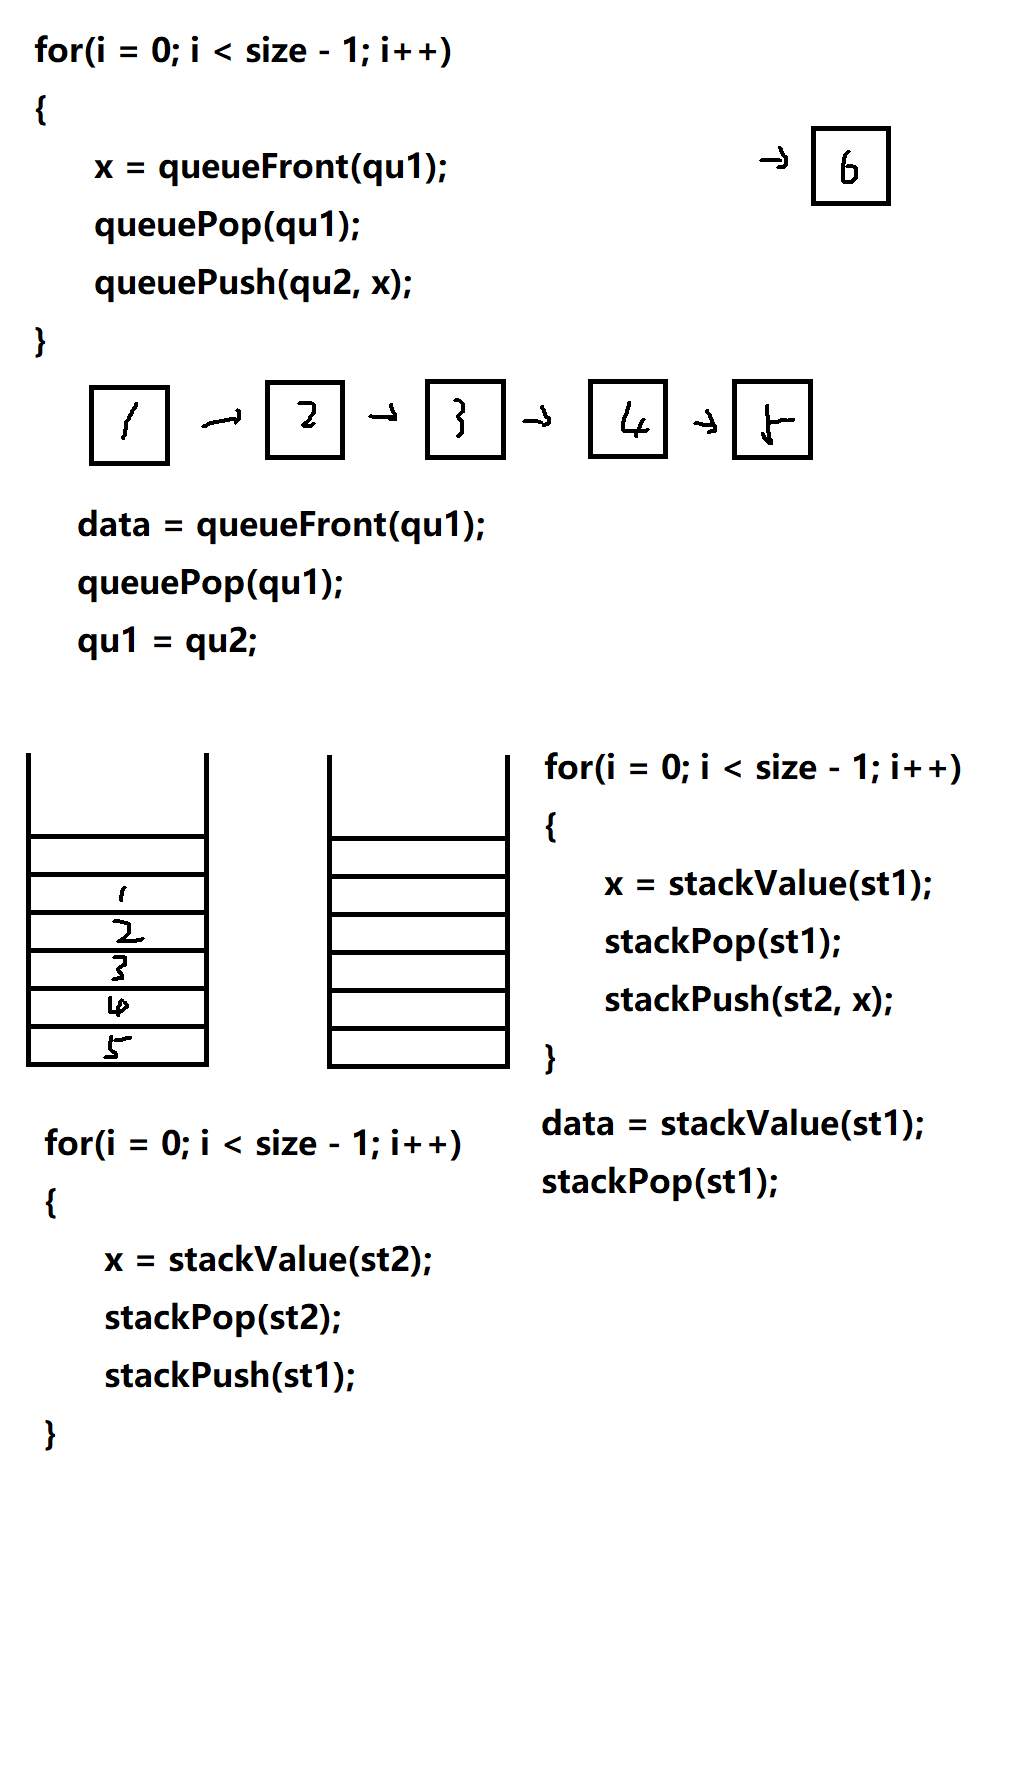 for(i = 0; i < size - 1; i++)
{
x = queueFront(qu1);
queuePop(qu1);
queuePush(qu2, x);
}
6
1 2 3 4 5
data = queueFront(qu1);
queuePop(qu1);
qu1 = qu2;
1
2
3
4
5
for(i = 0; i < size - 1; i++)
{
x = stackValue(st1);
stackPop(st1);
stackPush(st2, x);
}
data = stackValue(st1);
stackPop(st1);
for(i = 0; i < size - 1; i++)
{
x = stackValue(st2);
stackPop(st2);
stackPush(st1);
}